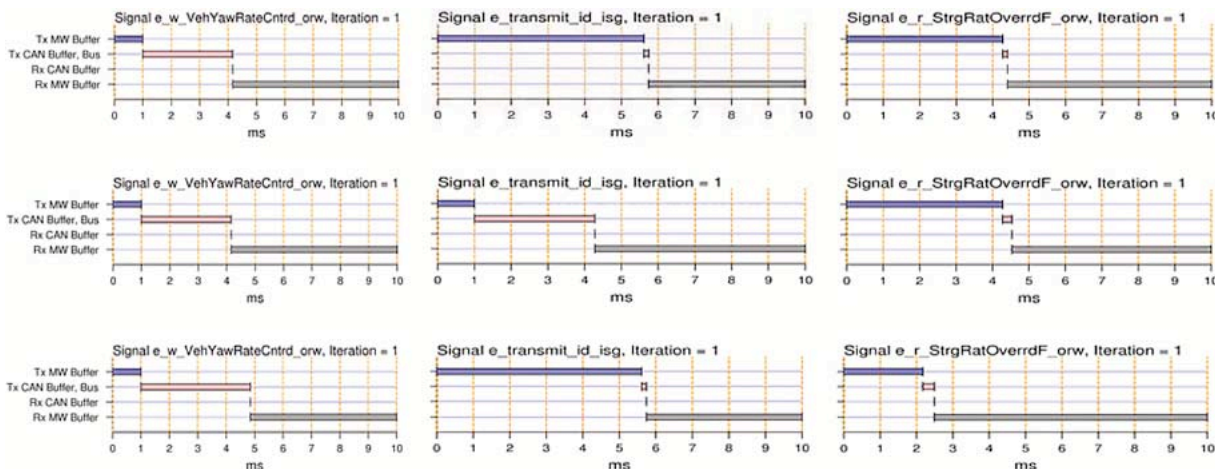 Signal e_w_VehYawRateCntrd_orw, Iteration = 1
Tx MW Buffer
Tx CAN Buffer, Bus
Rx CAN Buffer
Rx MW Buffer
0 1 2 3 4 5 6 7 8 9 10
ms
Signal e_transmit_id_isg, Iteration = 1
0 1 2 3 4 5 6 7 8 9 10
ms
Signal e_r_StrgRatOverrdF_orw, Iteration = 1
0 1 2 3 4 5 6 7 8 9 10
ms
Signal e_w_VehYawRateCntrd_orw, Iteration = 1
Tx MW Buffer
Tx CAN Buffer, Bus
Rx CAN Buffer
Rx MW Buffer
0 1 2 3 4 5 6 7 8 9 10
ms
Signal e_transmit_id_isg, Iteration = 1
0 1 2 3 4 5 6 7 8 9 10
ms
Signal e_r_StrgRatOverrdF_orw, Iteration = 1
0 1 2 3 4 5 6 7 8 9 10
ms
Signal e_w_VehYawRateCntrd_orw, Iteration = 1
Tx MW Buffer
Tx CAN Buffer, Bus
Rx CAN Buffer
Rx MW Buffer
0 1 2 3 4 5 6 7 8 9 10
ms
Signal e_transmit_id_isg, Iteration = 1
0 1 2 3 4 5 6 7 8 9 10
ms
Signal e_r_StrgRatOverrdF_orw, Iteration = 1
0 1 2 3 4 5 6 7 8 9 10
ms